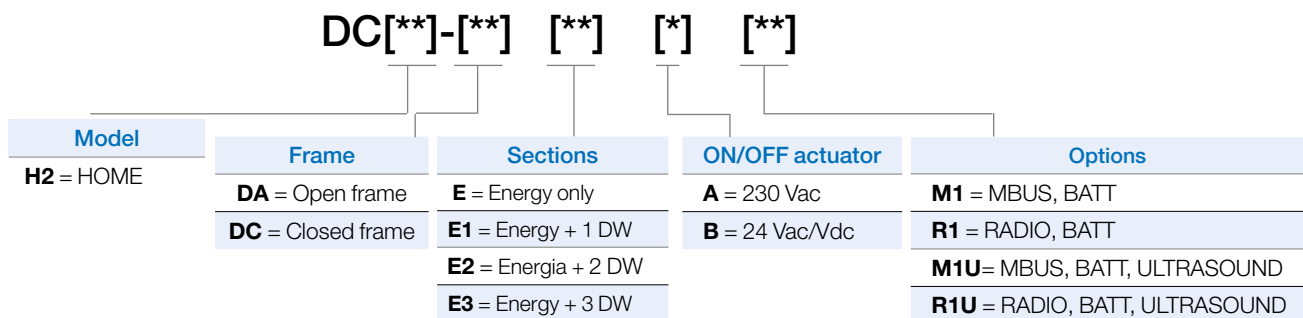 DC[**]-[**] [**] [*] [**]
Model
H2 = HOME
Frame
DA = Open frame
DC = Closed frame
Sections
E = Energy only
E1 = Energy + 1 DW
E2 = Energia + 2 DW
E3 = Energy + 3 DW
ON/OFF actuator
A = 230 Vac
B = 24 Vac/Vdc
Options
M1 = MBUS, BATT
R1 = RADIO, BATT
M1U= MBUS, BATT, ULTRASOUND
R1U = RADIO, BATT, ULTRASOUND